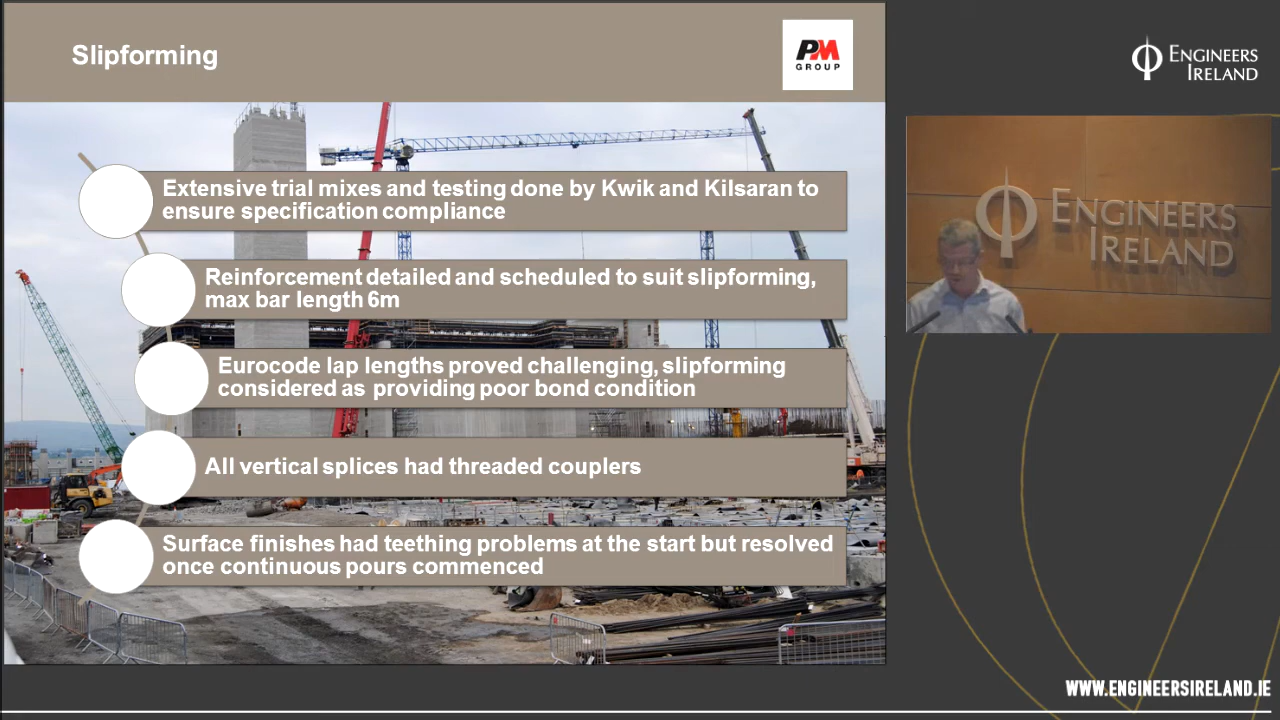 Slipforming
PM
GROUP
Extensive trial mixes and testing done by Kwik and Kilsaran to
ensure specification compliance
Reinforcement detailed and scheduled to suit slipforming,
max bar length 6m
Eurocode lap lengths proved challenging, slipforming
considered as providing poor bond condition
All vertical splices had threaded couplers
Surface finishes had teething problems at the start but resolved
once continuous pours commenced
ENGINEERS
IRELAND
ENGINEERS
IRELAND
WWW.ENGINEERSIRELAND.IE